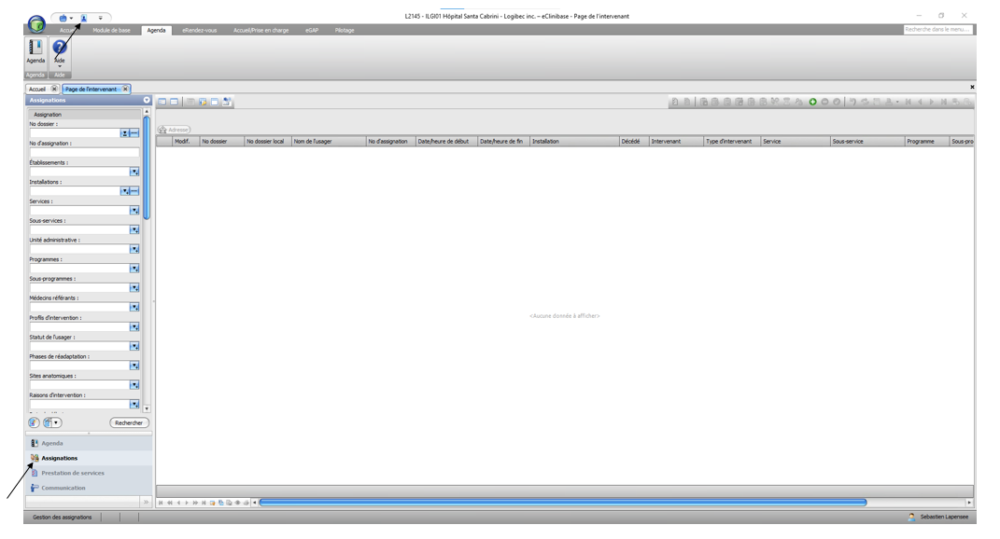 L2145 - ILGI01 Hôpital Santa Cabrini - Logibec inc. – eClinibase - Page de l'intervenant
Accueil Module de base Agenda eRendez-vous Accueil/Prise en charge eGAP Pilotage
Recherche dans le menu...
Agenda Aide
Agenda Aide
Accueil Page de l'intervenant
Assignations
Assignation
No dossier :
No d'assignation :
Établissements :
Installations :
Services :
Sous-services :
Unité administrative :
Programmes :
Sous-programmes :
Médecins référants :
Profils d'intervention :
Statut de l'usager :
Phases de réadaptation :
Sites anatomiques :
Raisons d'intervention :
Rechercher
Agenda
Assignations
Prestation de services
Communication
Adresse
Modif. No dossier No dossier local Nom de l'usager No d'assignation Date/heure de début Date/heure de fin Installation Décédé Intervenant Type d'intervenant Service Sous-service Programme Sous-pro
<Aucune donnée à afficher>
Gestion des assignations
Sebastien Lapensee